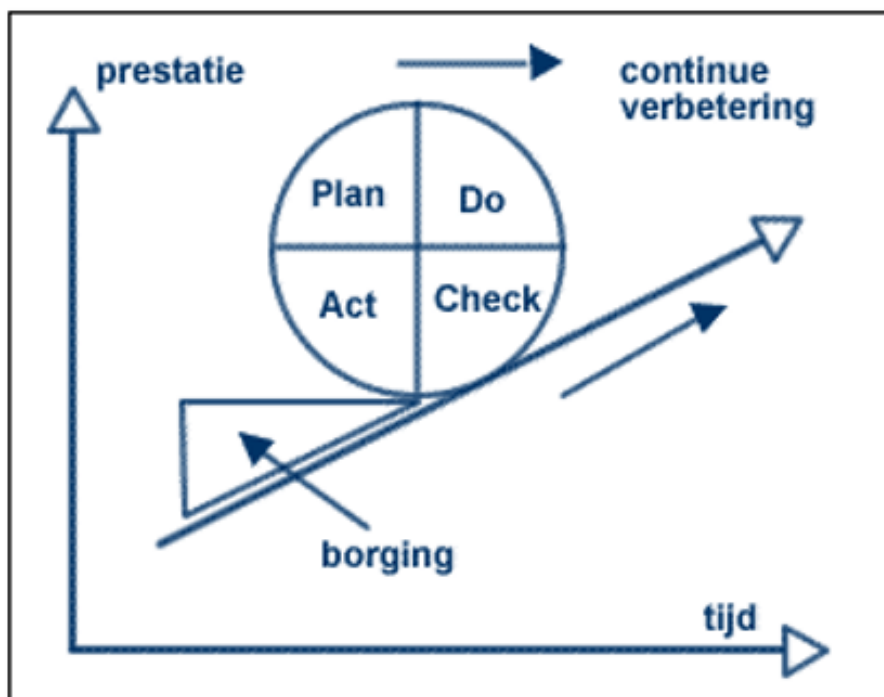 prestatie
continue
verbetering
Plan
Do
Act
Check
borging
tijd